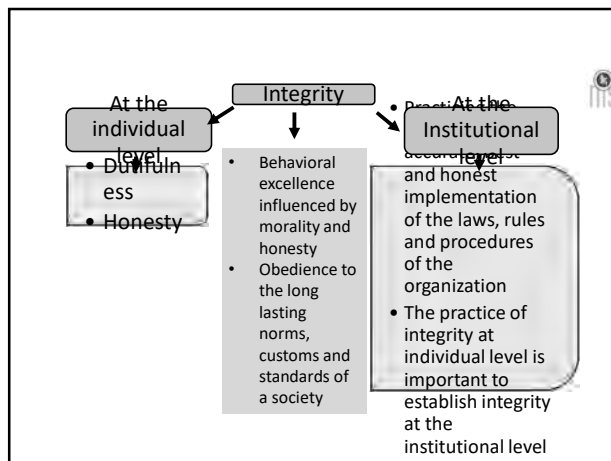 Integrity
At the
individual
level
• Dutifuln
ess
• Honesty
• Behavioral
excellence
influenced by
morality and
honesty
• Obedience to
the long
lasting
norms,
customs and
standards of
a society
At the
Institutional
level
and honest
implementation
of the laws, rules
and procedures
of the
organization
• The practice of
integrity at
individual level is
important to
establish integrity
at the
institutional level